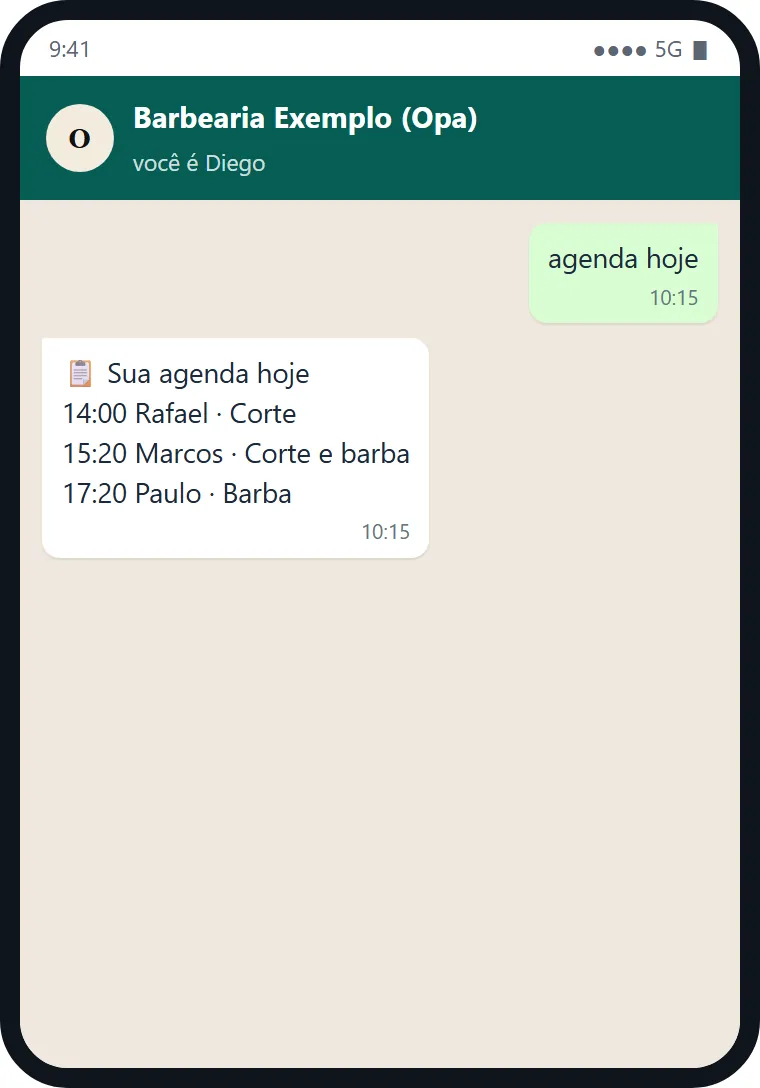 9:41
●●●● 5G
O
Barbearia Exemplo (Opa)
você é Diego
agenda hoje
10:15
📋 Sua agenda hoje
14:00 Rafael · Corte
15:20 Marcos · Corte e barba
17:20 Paulo · Barba
10:15